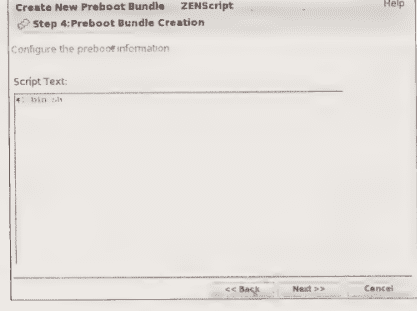 Create New Preboot Bundle ZENScript Help
Step 4:Preboot Bundle Creation
Configure the preboot information
Script Text:
#! /bin/sh
<< Back Next >> Cancel